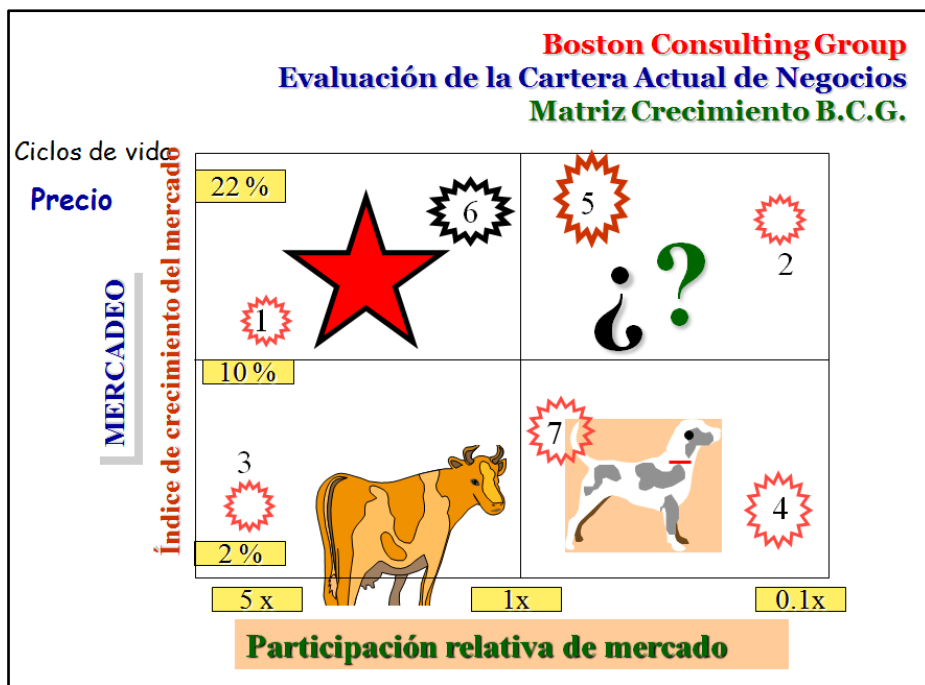 Boston Consulting Group
Evaluación de la Cartera Actual de Negocios
Matriz Crecimiento B.C.G.
Ciclos de vida
Precio
MERCADEO
Índice de crecimiento del mercado
22 %
6
5
2
1
¿?
10 %
3
7
4
2 %
5 x
1x
0.1x
Participación relativa de mercado